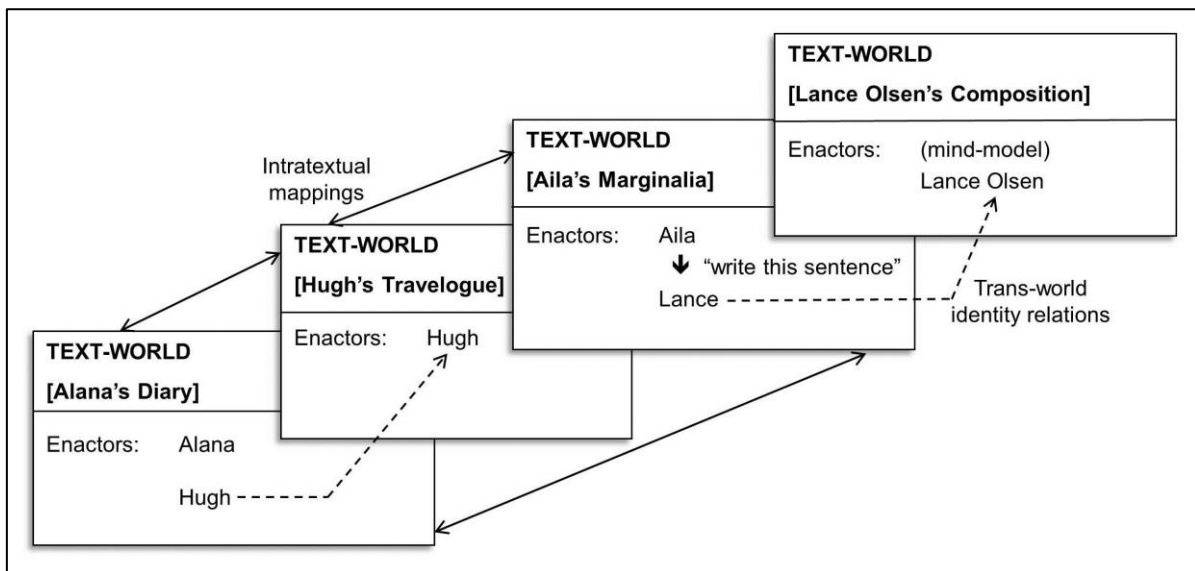 TEXT-WORLD
[Lance Olsen’s Composition]
Enactors: (mind-model)
Lance Olsen
TEXT-WORLD
[Aila’s Marginalia]
Enactors: Aila
🡳 “write this sentence”
Lance
Trans-world
identity relations
Intratextual
mappings
TEXT-WORLD
[Hugh’s Travelogue]
Enactors: Hugh
TEXT-WORLD
[Alana’s Diary]
Enactors: Alana
Hugh